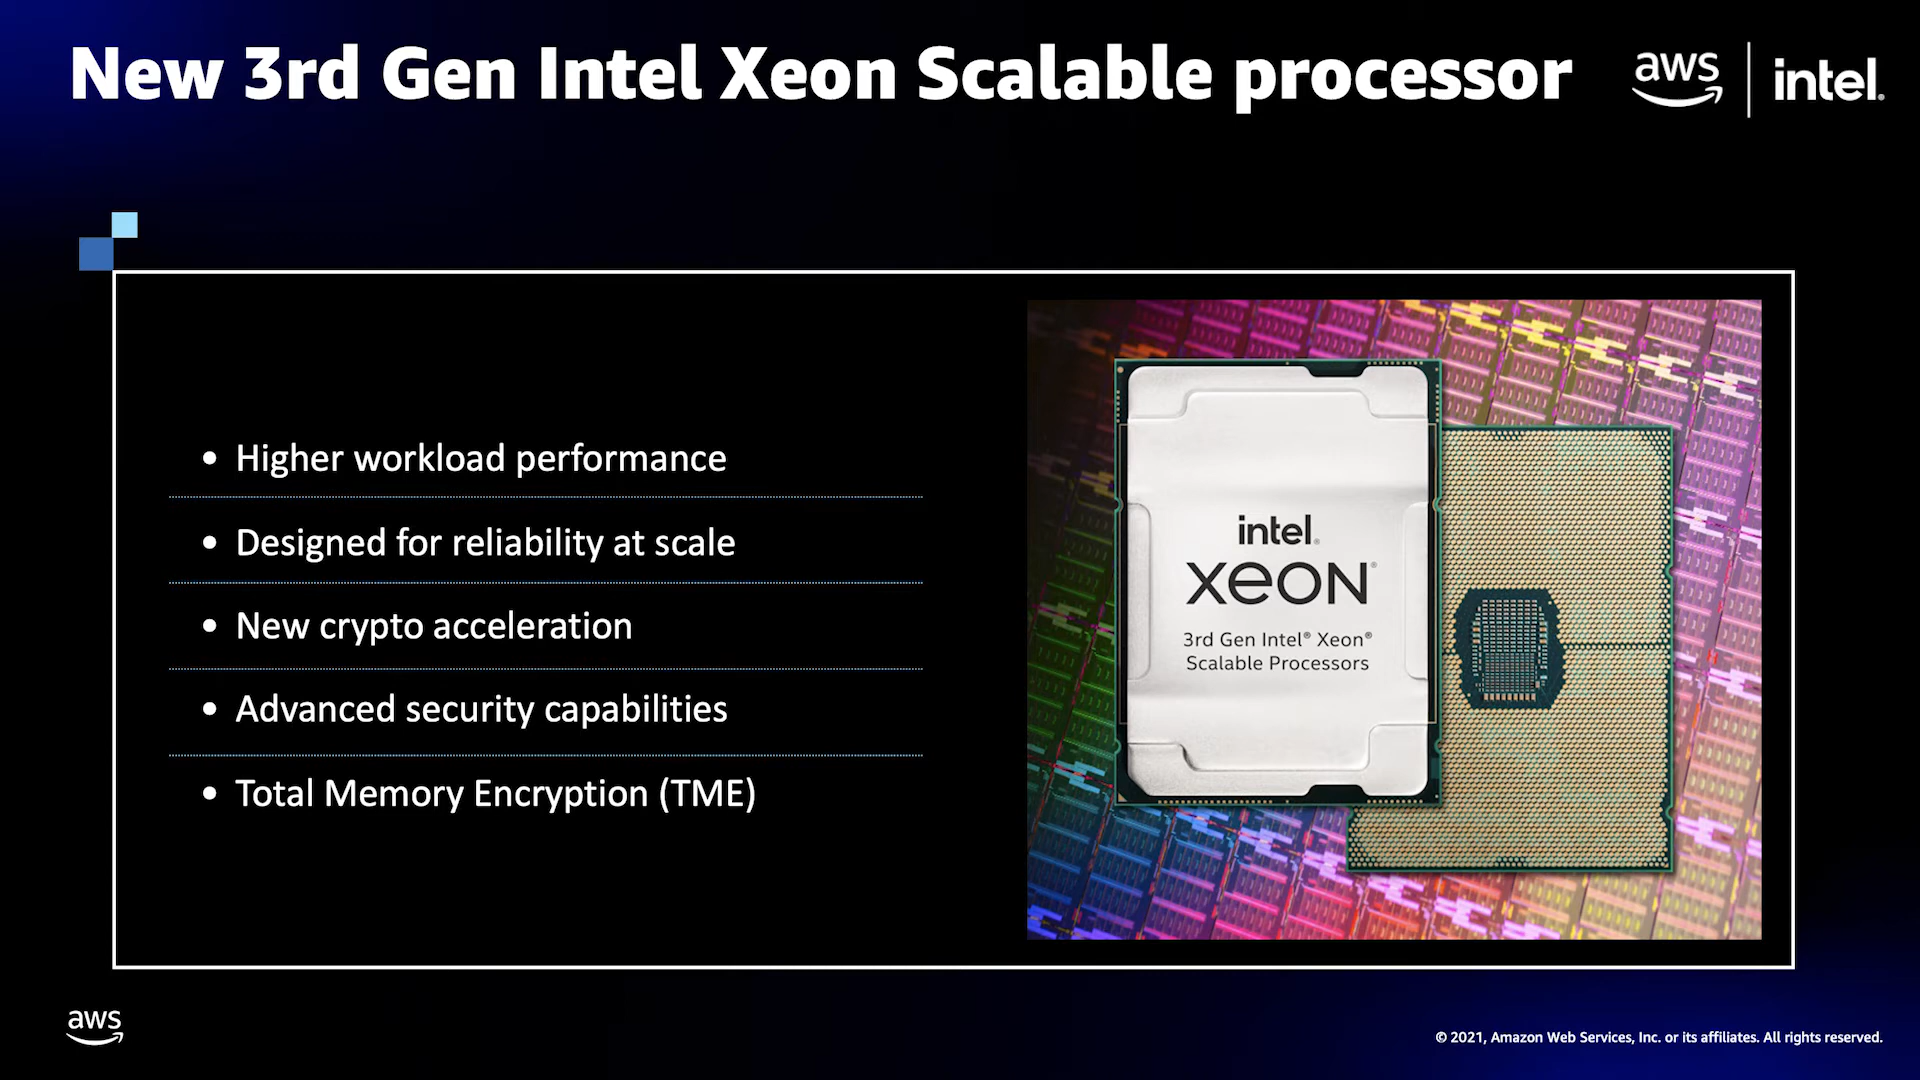 New 3rd Gen Intel Xeon Scalable processor
aws
intel.
• Higher workload performance
• Designed for reliability at scale
• New crypto acceleration
• Advanced security capabilities
• Total Memory Encryption (TME)
intel®
xeon®
3rd Gen Intel® Xeon®
Scalable Processors
aws
© 2021, Amazon Web Services, Inc. or its affiliates. All rights reserved.